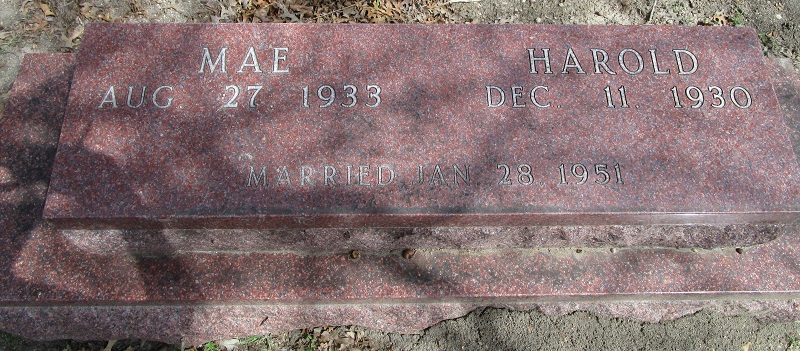 MAE HAROLD
AUG. 27 1933 DEC. 11, 1930
MARRIED JAN. 28 1951